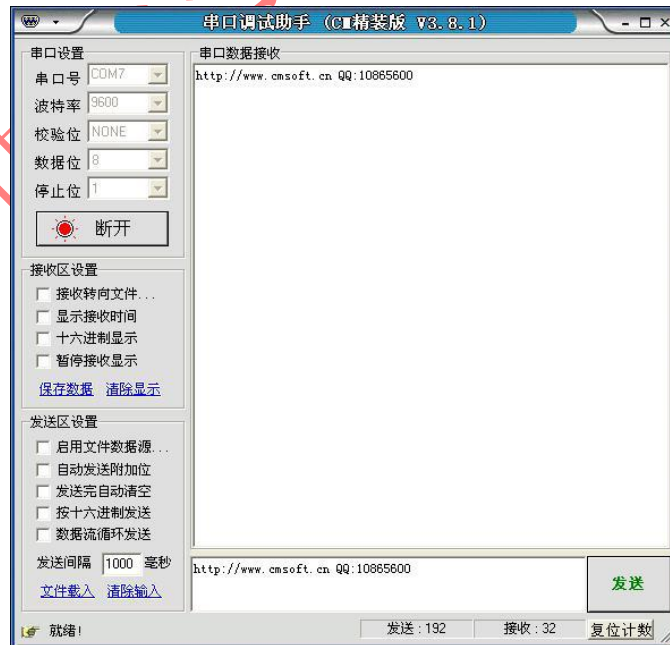 串口调试助手 (CM精装版 V3.8.1)
串口设置
串口号 COM7
波特率 9600
校验位 NONE
数据位 8
停止位 1
断开
接收区设置
接收转向文件...
显示接收时间
十六进制显示
暂停接收显示
保存数据 清除显示
发送区设置
启用文件数据源...
自动发送附加位
发送完自动清空
按十六进制发送
数据流循环发送
发送间隔 1000 毫秒
文件载入 清除输入
串口数据接收
http://www.cmsoft.cn QQ:10865600
http://www.cmsoft.cn QQ:10865600
发送
就绪!
发送:192
接收:32
复位计数